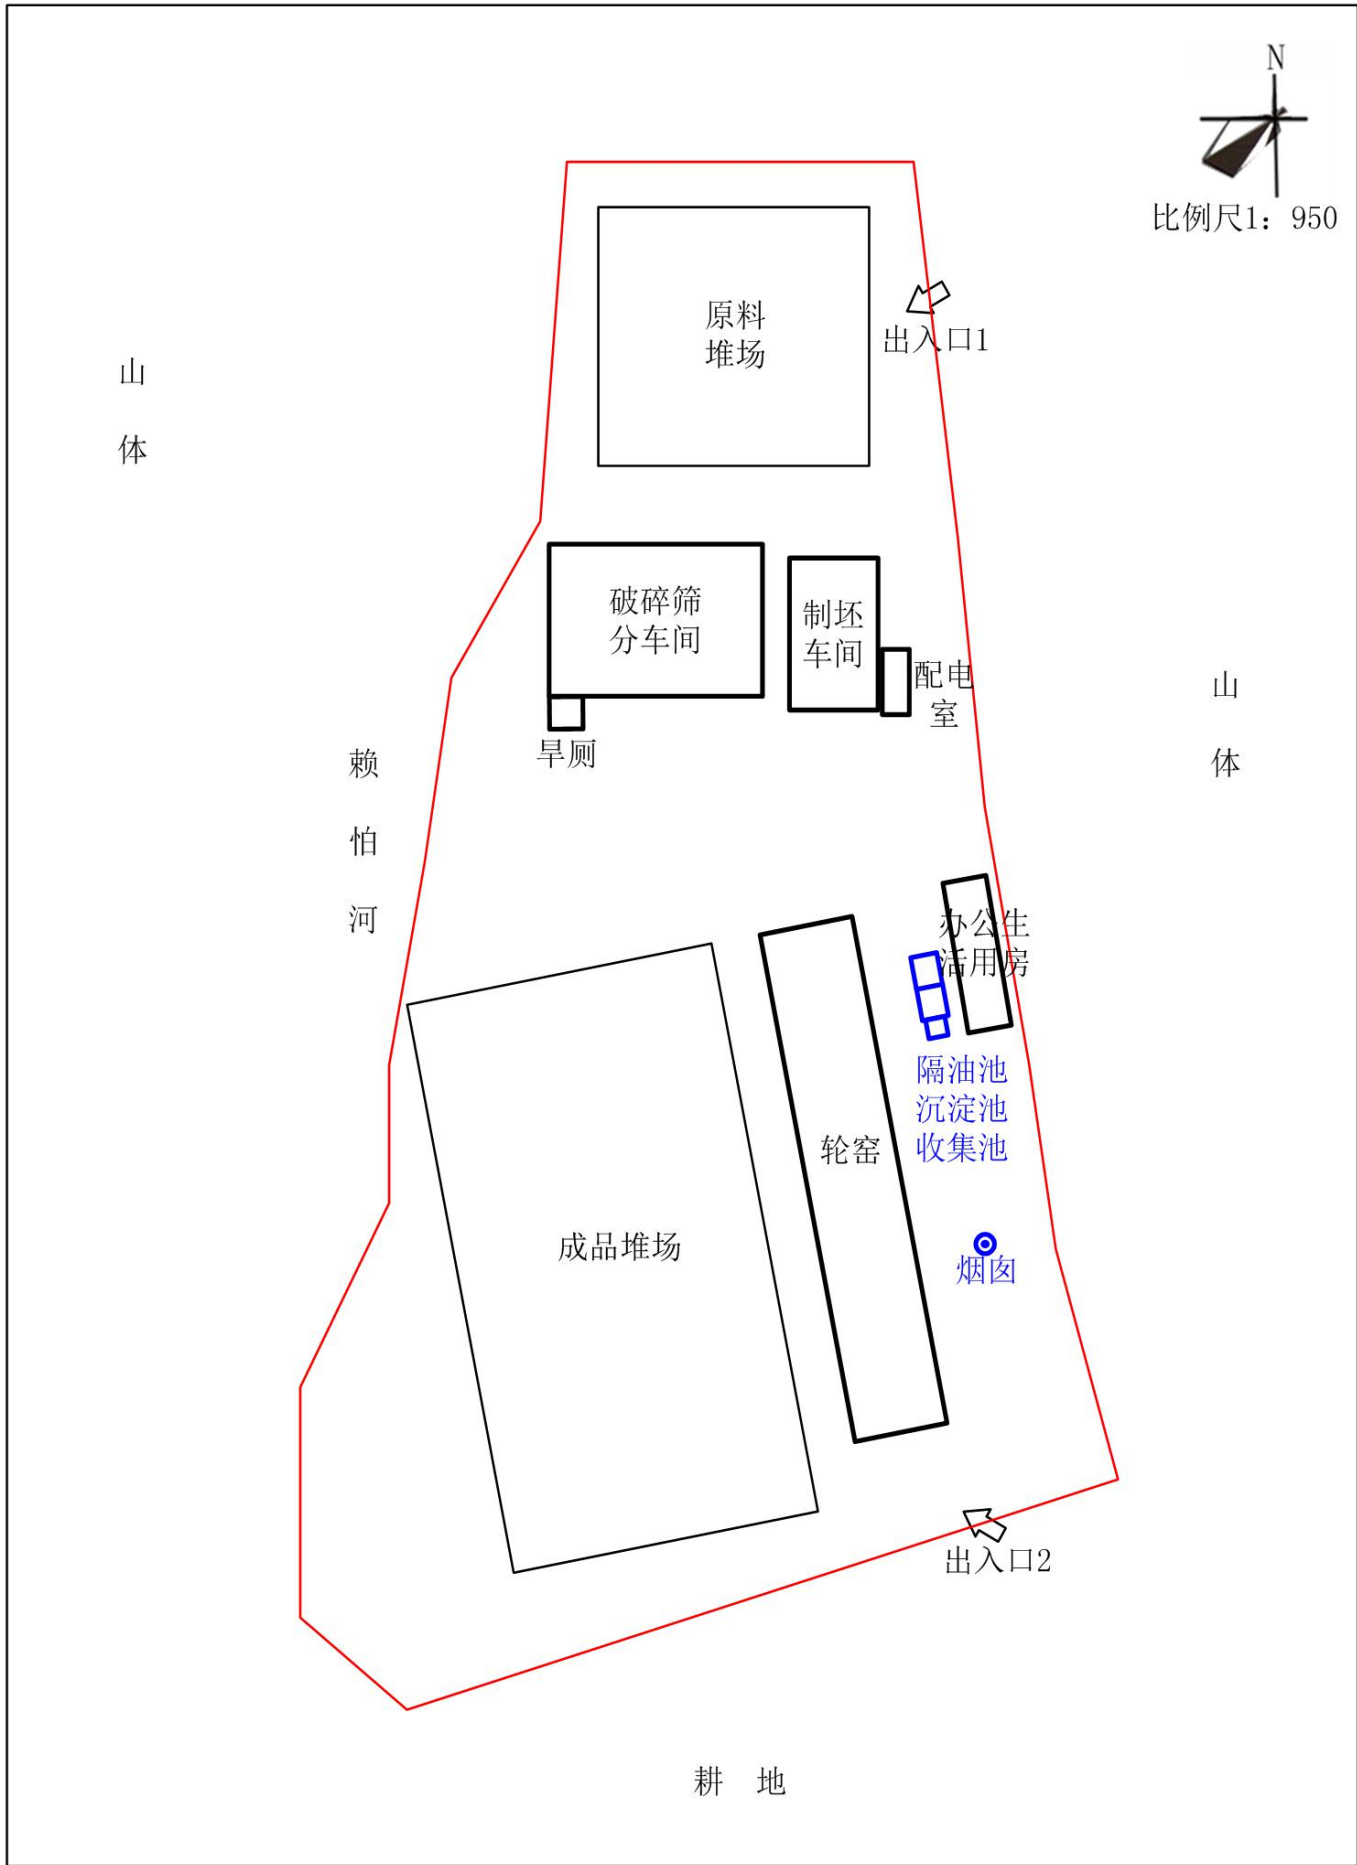 N
比例尺1：950
原料
堆场
出入口1
山
体
破碎筛
分车间
制坯
车间
配电
室
旱厕
山
体
赖
怕
河
办公生
活用房
隔油池
沉淀池
收集池
轮窑
成品堆场
烟囱
出入口2
耕 地